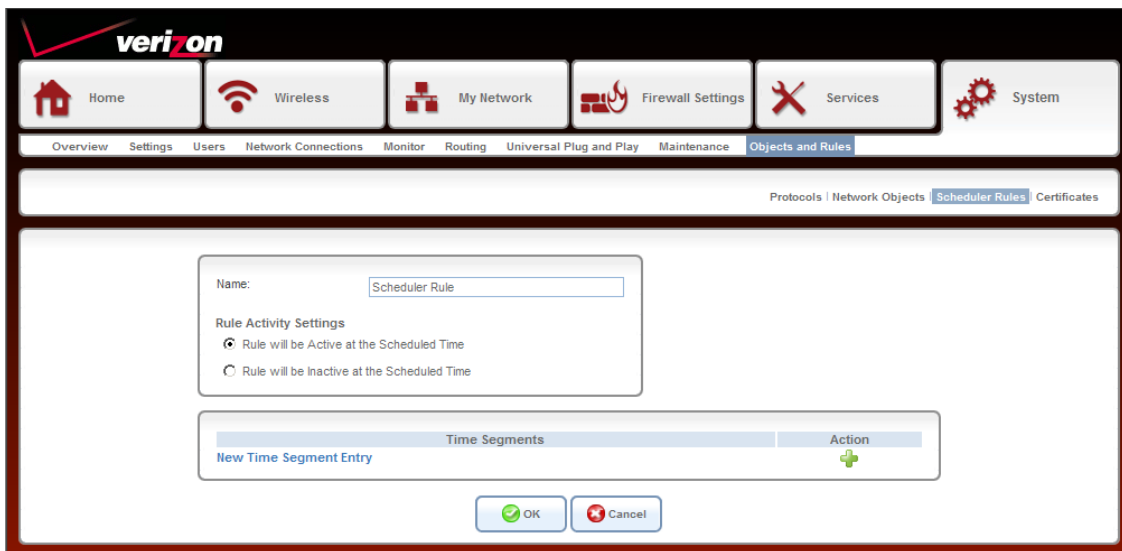 verizon
Home Wireless My Network Firewall Settings Services System
Overview Settings Users Network Connections Monitor Routing Universal Plug and Play Maintenance Objects and Rules
Protocols | Network Objects | Scheduler Rules | Certificates
Name: Scheduler Rule
Rule Activity Settings
Rule will be Active at the Scheduled Time
Rule will be Inactive at the Scheduled Time
Time Segments Action
New Time Segment Entry
OK Cancel